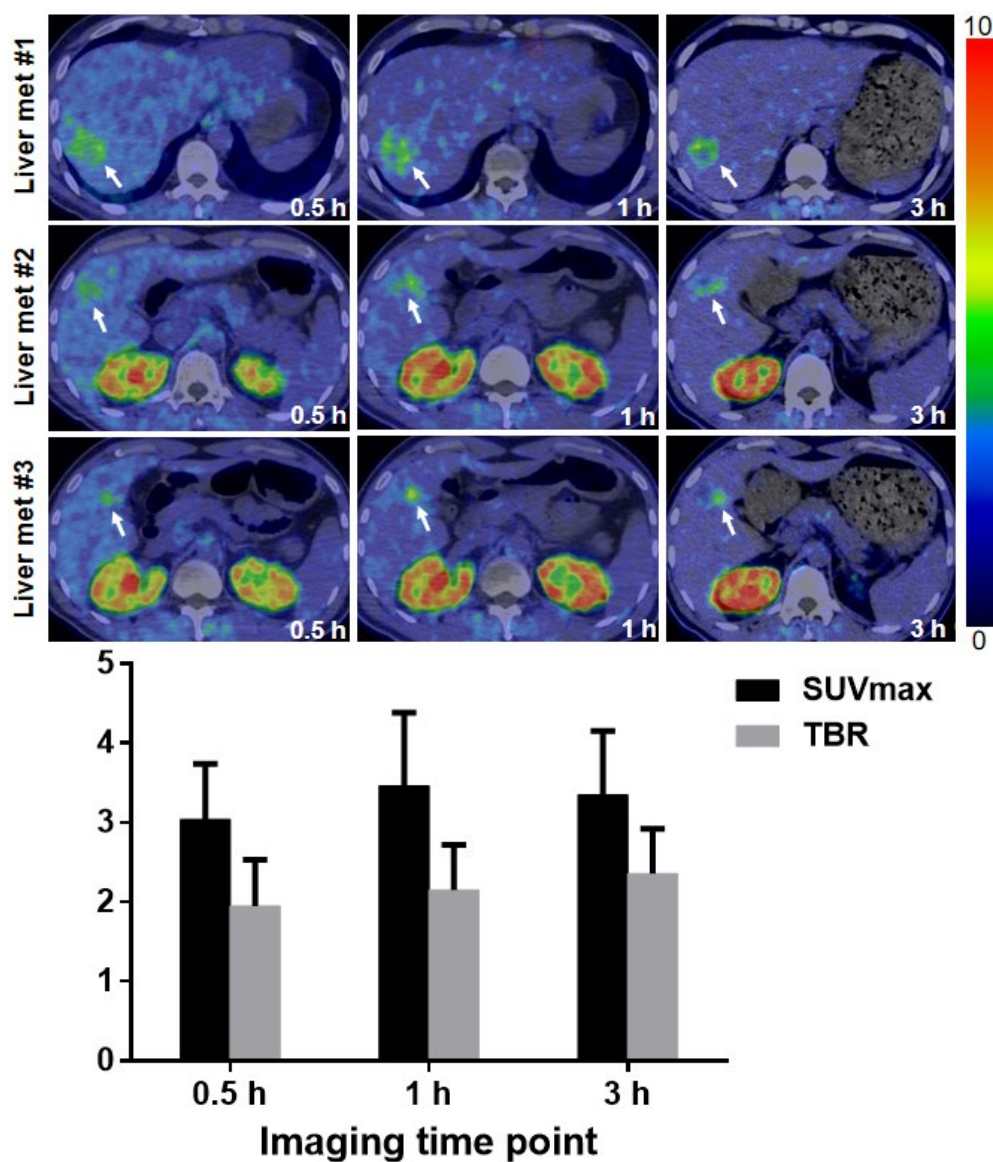 10
Liver met #1
0.5 h
1 h
3 h
Liver met #2
0.5 h
1 h
3 h
Liver met #3
0.5 h
1 h
3 h
0
5
4
3
2
1
0
SUVmax
TBR
0.5 h
1 h
3 h
Imaging time point